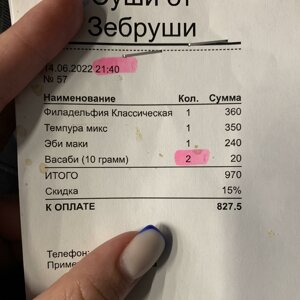 Суши от
Зебруши
14.06.2022 21:40
№ 57
Наименование Кол. Сумма
Филадельфия Классическая 1 360
Темпура микс 1 350
Эби маки 1 240
Васаби (10 грамм) 2 20
ИТОГО 970
Скидка 15%
К ОПЛАТЕ 827.5
Телефон: